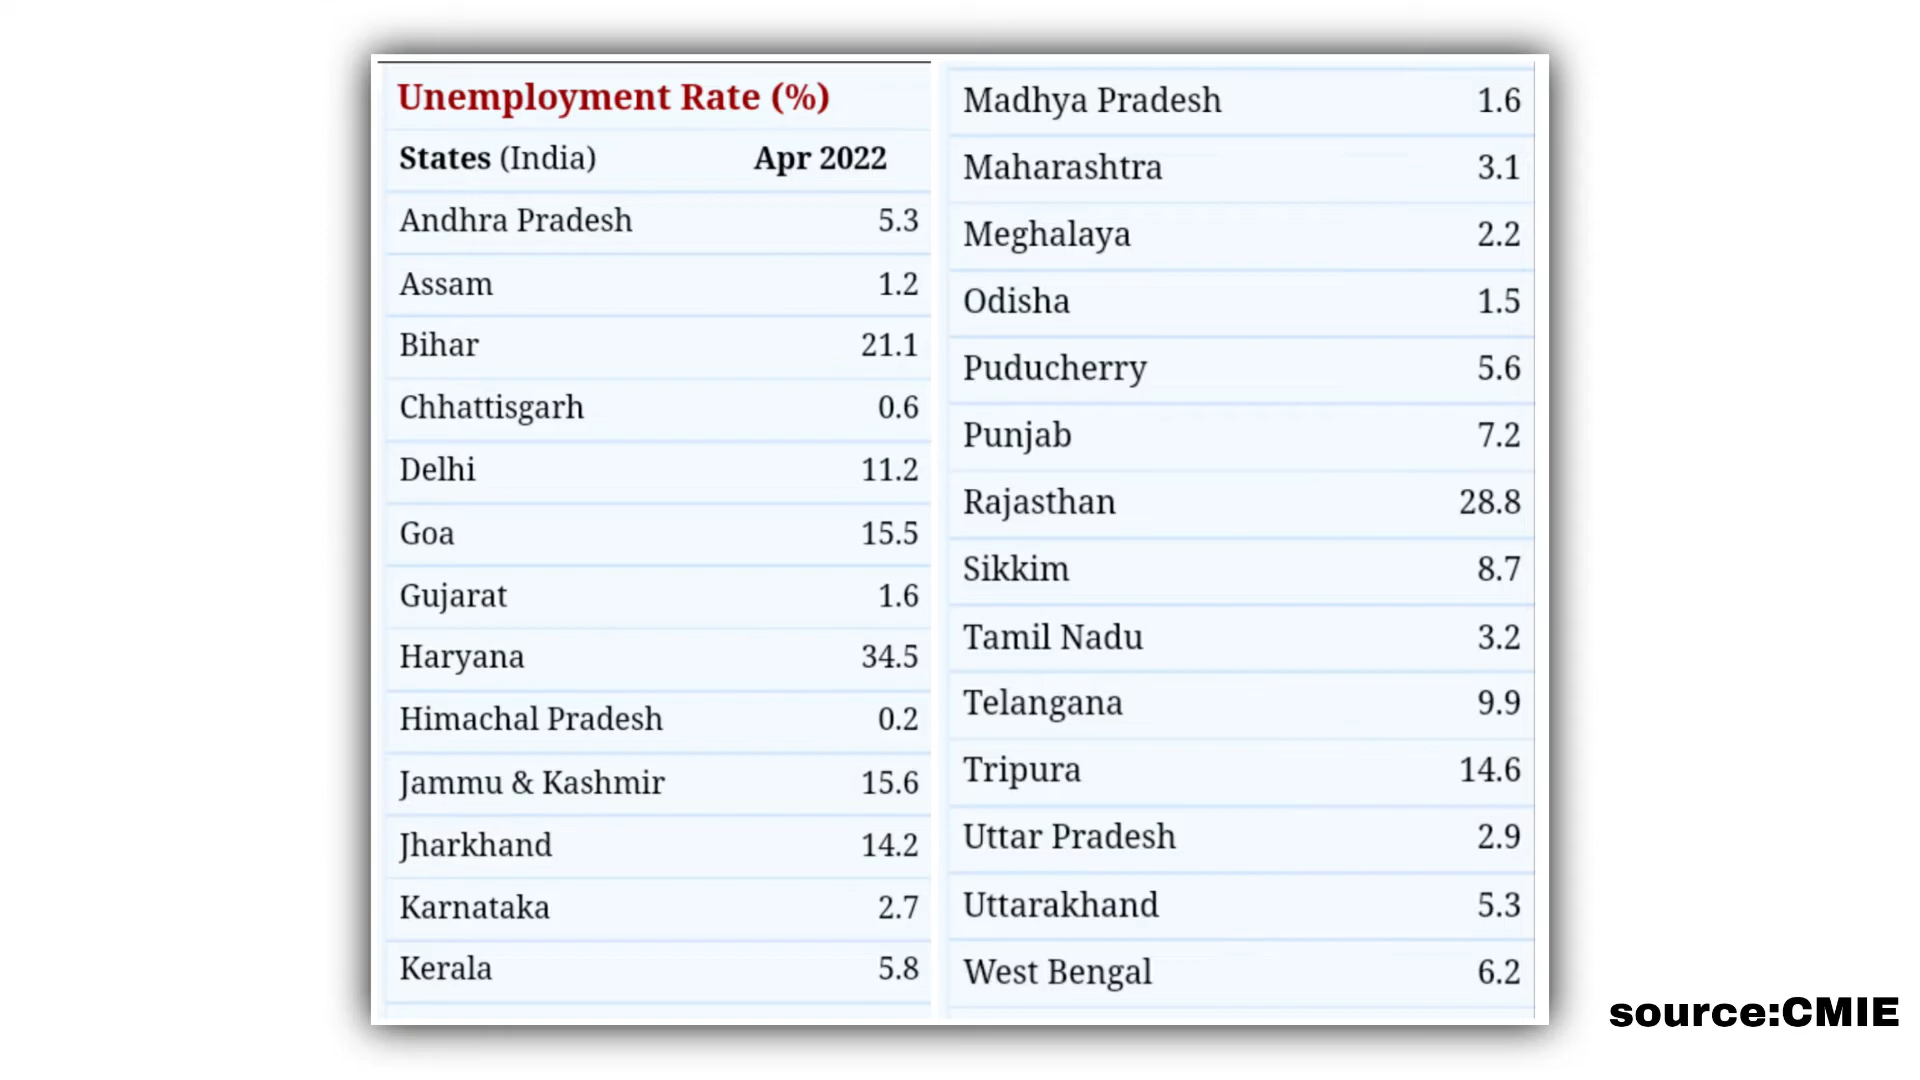 Unemployment Rate (%)
States (India) Apr 2022
Andhra Pradesh 5.3
Assam 1.2
Bihar 21.1
Chhattisgarh 0.6
Delhi 11.2
Goa 15.5
Gujarat 1.6
Haryana 34.5
Himachal Pradesh 0.2
Jammu & Kashmir 15.6
Jharkhand 14.2
Karnataka 2.7
Kerala 5.8
Madhya Pradesh 1.6
Maharashtra 3.1
Meghalaya 2.2
Odisha 1.5
Puducherry 5.6
Punjab 7.2
Rajasthan 28.8
Sikkim 8.7
Tamil Nadu 3.2
Telangana 9.9
Tripura 14.6
Uttar Pradesh 2.9
Uttarakhand 5.3
West Bengal 6.2
source:CMIE